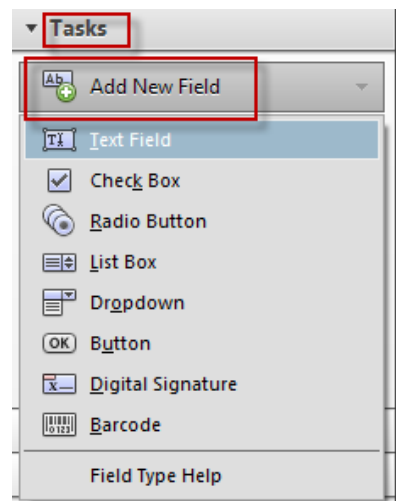 Tasks
Add New Field
Text Field
Check Box
Radio Button
List Box
Dropdown
OK Button
Digital Signature
Barcode
Field Type Help